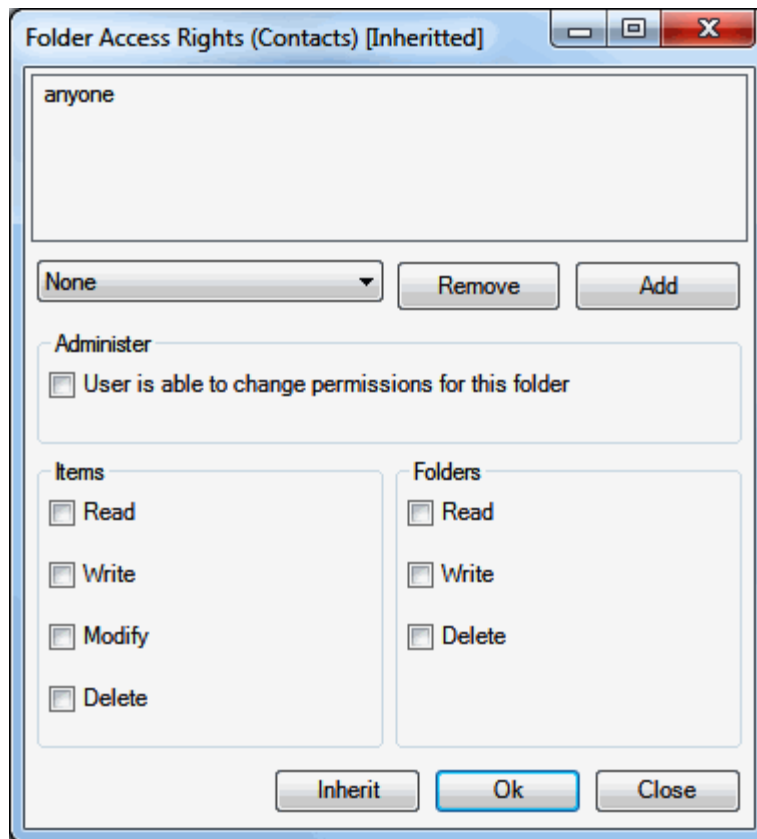 Folder Access Rights (Contacts) [Inheritted]
anyone
None
Remove
Add
Administer
User is able to change permissions for this folder
Items
Read
Write
Modify
Delete
Folders
Read
Write
Delete
Inherit
Ok
Close